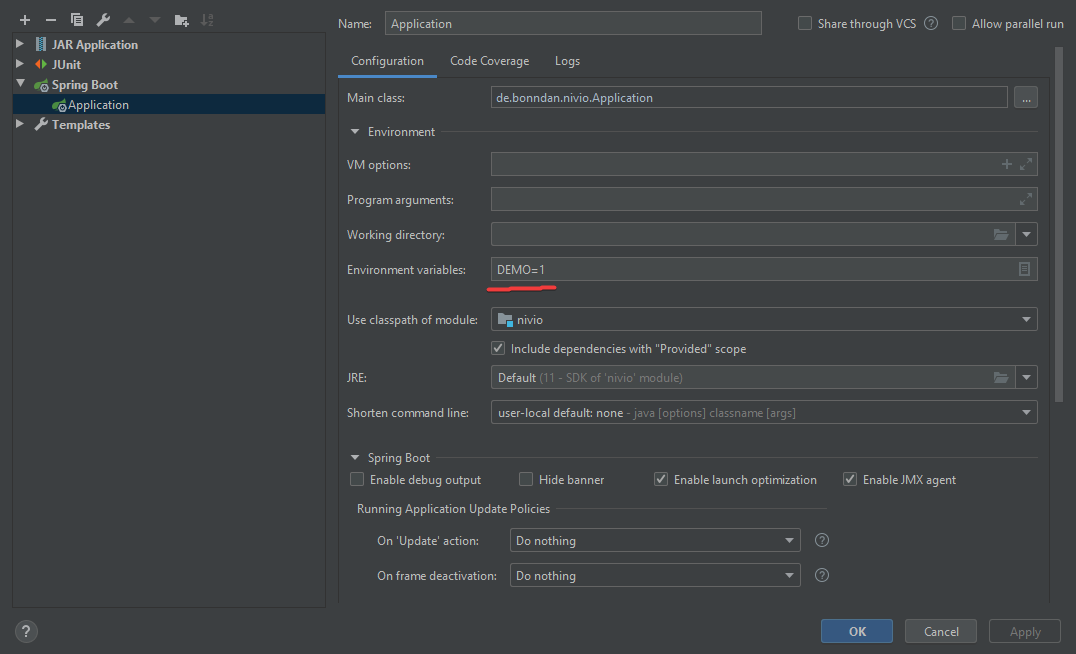 Name: Application Share through VCS ? Allow parallel run
JAR Application
JUnit
Spring Boot
Application
Templates
Configuration Code Coverage Logs
Main class: de.bonndan.nivio.Application ...
Environment
VM options:
Program arguments:
Working directory:
Environment variables: DEMO=1
Use classpath of module: nivio
Include dependencies with "Provided" scope
JRE: Default (11 - SDK of 'nivio' module)
Shorten command line: user-local default: none - java [options] classname [args]
Spring Boot
Enable debug output Hide banner Enable launch optimization Enable JMX agent
Running Application Update Policies
On 'Update' action: Do nothing ?
On frame deactivation: Do nothing ?
? OK Cancel Apply